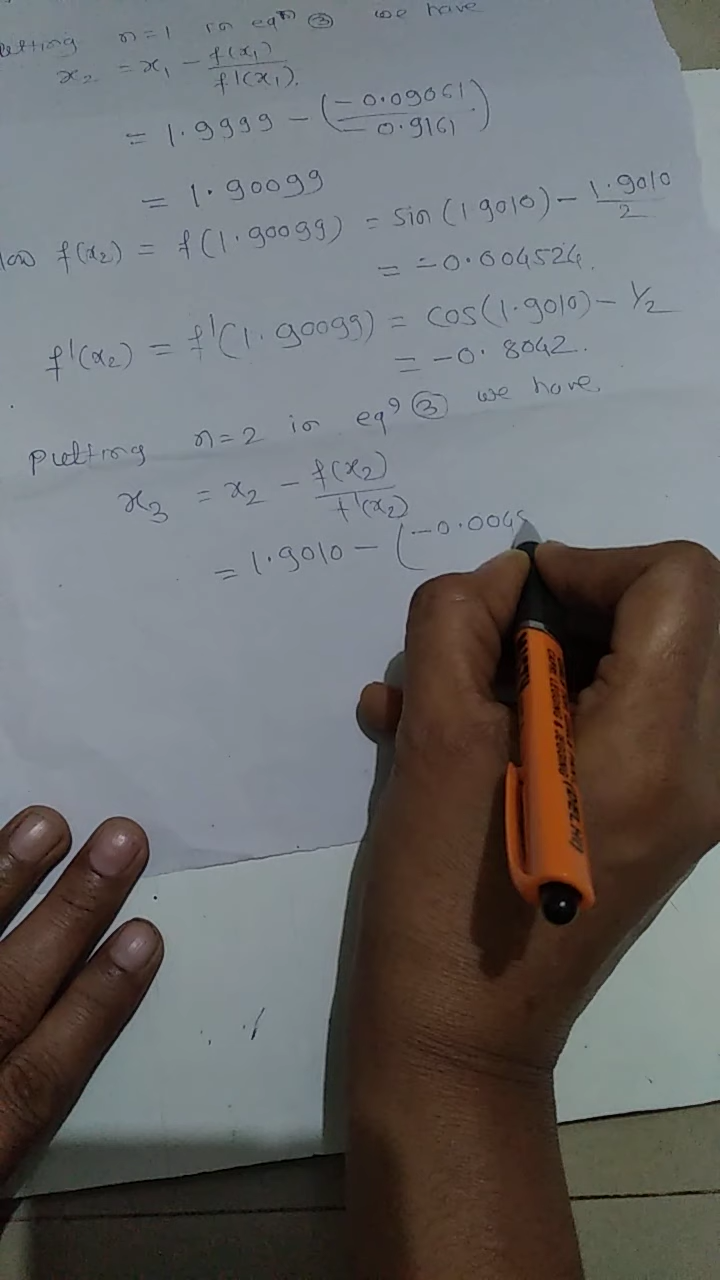 putting n=1 in eqn ③ we have
x₂ = x₁ - f(x₁)/f'(x₁).
= 1.9999 - (-0.09061/-0.9161)
= 1.90099
Now f(x₂) = f(1.90099) = sin(1.9010) - 1.9010/2
= -0.004524.
f'(x₂) = f'(1.90099) = cos(1.9010) - 1/2
= -0.8042.
putting n=2 in eqn ③ we have.
x₃ = x₂ - f(x₂)/f'(x₂)
= 1.9010 - (-0.004